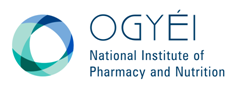 OGYÉI
National Institute of
Pharmacy and Nutrition